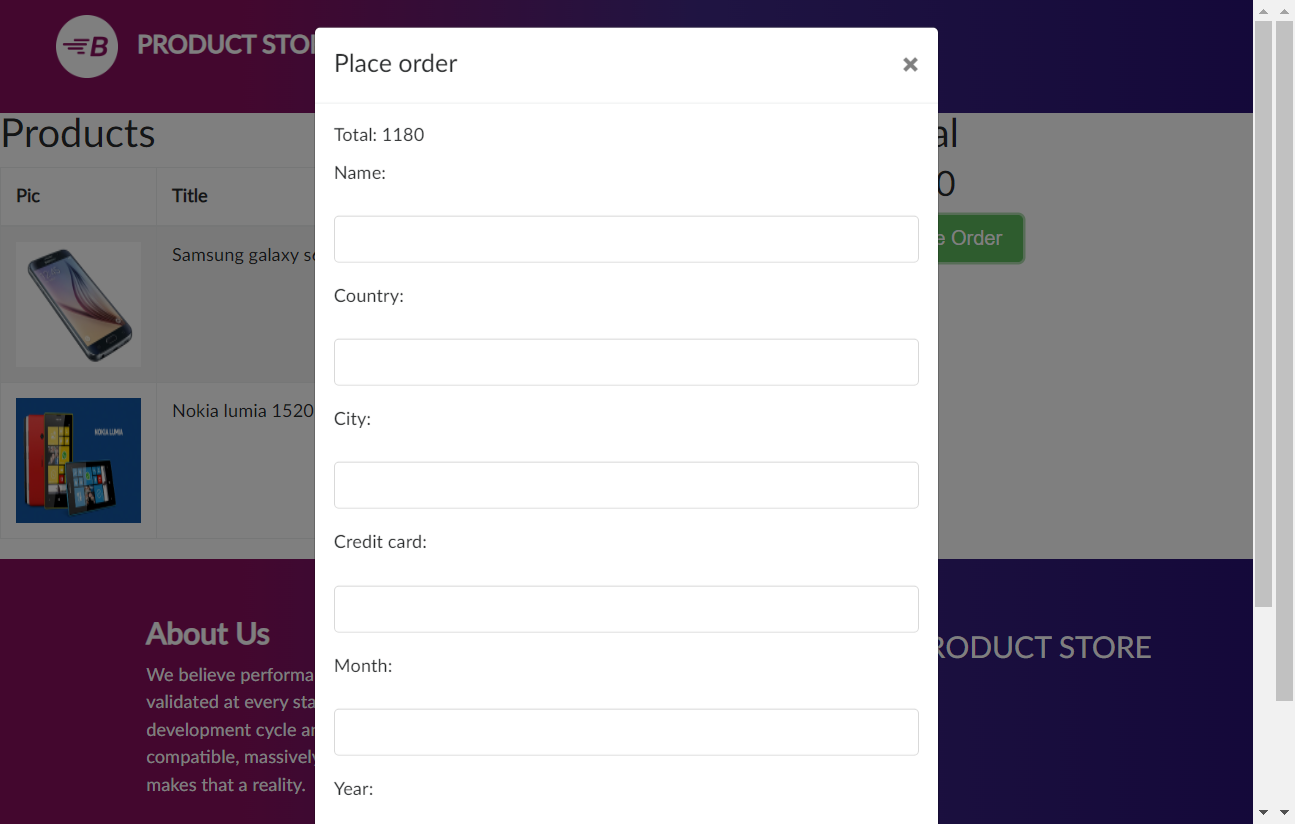 B PRODUCT STO
Place order
×
Total: 1180
Name:
Country:
City:
Credit card:
Month:
Year:
Products
Pic
Title
Samsung galaxy s
NOKIA LUMIA
Nokia lumia 1520
al
0
e Order
About Us
We believe performa
validated at every sta
development cycle a
compatible, massively
makes that a reality.
RODUCT STORE